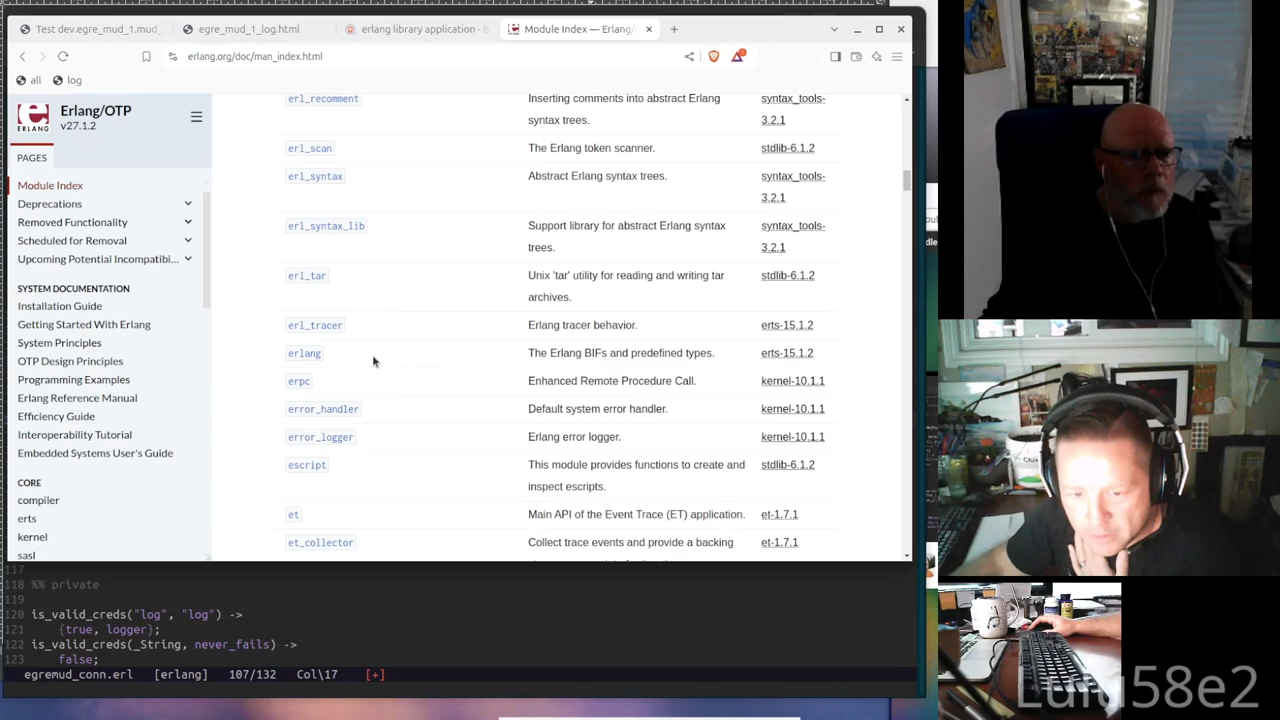 Test dev.egre_mud_1.mud_
egre_mud_1_log.html
erlang library application - B
Module Index — Erlang/
erlang.org/doc/man_index.html
all
log
Erlang/OTP
v27.1.2
ERLANG
PAGES
Module Index
Deprecations
Removed Functionality
Scheduled for Removal
Upcoming Potential Incompatibi...
SYSTEM DOCUMENTATION
Installation Guide
Getting Started With Erlang
System Principles
OTP Design Principles
Programming Examples
Erlang Reference Manual
Efficiency Guide
Interoperability Tutorial
Embedded Systems User's Guide
CORE
compiler
erts
kernel
sasl
erl_recomment Inserting comments into abstract Erlang syntax_tools-
syntax trees. 3.2.1
erl_scan The Erlang token scanner. stdlib-6.1.2
erl_syntax Abstract Erlang syntax trees. syntax_tools-
3.2.1
erl_syntax_lib Support library for abstract Erlang syntax syntax_tools-
trees. 3.2.1
erl_tar Unix 'tar' utility for reading and writing tar stdlib-6.1.2
archives.
erl_tracer Erlang tracer behavior. erts-15.1.2
erlang The Erlang BIFs and predefined types. erts-15.1.2
erpc Enhanced Remote Procedure Call. kernel-10.1.1
error_handler Default system error handler. kernel-10.1.1
error_logger Erlang error logger. kernel-10.1.1
escript This module provides functions to create and stdlib-6.1.2
inspect escripts.
et Main API of the Event Trace (ET) application. et-1.7.1
et_collector Collect trace events and provide a backing et-1.7.1
117
118 %% private
119
120 is_valid_creds("log", "log") ->
121 {true, logger};
122 is_valid_creds(_String, never_fails) ->
123 false;
egremud_conn.erl [erlang] 107/132 Col\17 [+]
Lulu58e2